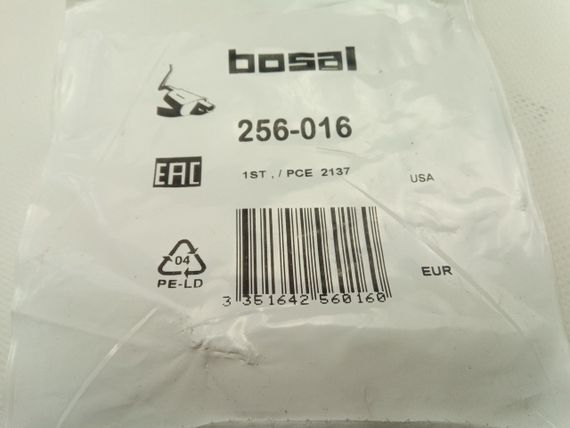 bosal
256-016
EAC
1ST , / PCE 2137
USA
04
PE-LD
3 351642 560160
EUR